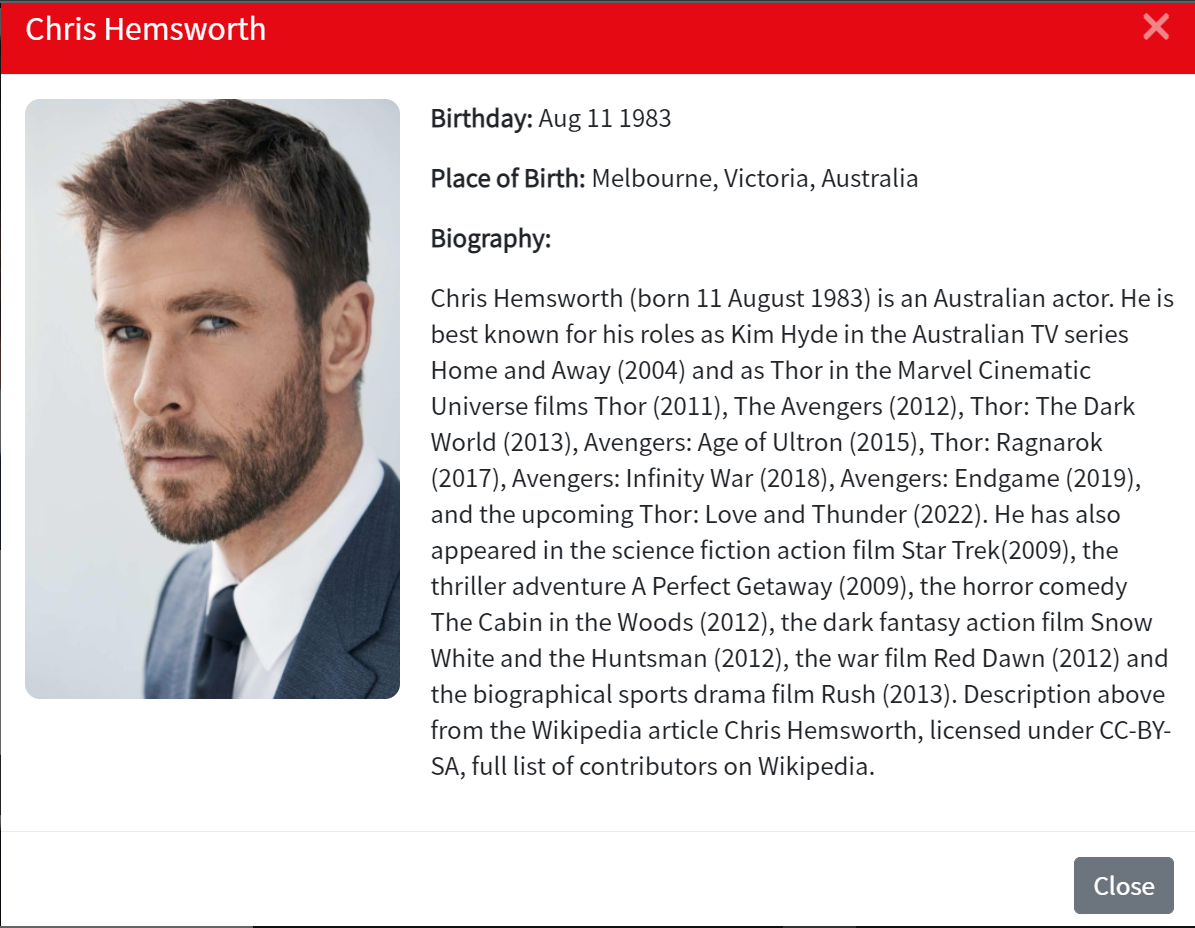 Chris Hemsworth
Birthday: Aug 11 1983
Place of Birth: Melbourne, Victoria, Australia
Biography:
Chris Hemsworth (born 11 August 1983) is an Australian actor. He is
best known for his roles as Kim Hyde in the Australian TV series
Home and Away (2004) and as Thor in the Marvel Cinematic
Universe films Thor (2011), The Avengers (2012), Thor: The Dark
World (2013), Avengers: Age of Ultron (2015), Thor: Ragnarok
(2017), Avengers: Infinity War (2018), Avengers: Endgame (2019),
and the upcoming Thor: Love and Thunder (2022). He has also
appeared in the science fiction action film Star Trek(2009), the
thriller adventure A Perfect Getaway (2009), the horror comedy
The Cabin in the Woods (2012), the dark fantasy action film Snow
White and the Huntsman (2012), the war film Red Dawn (2012) and
the biographical sports drama film Rush (2013). Description above
from the Wikipedia article Chris Hemsworth, licensed under CC-BY-
SA, full list of contributors on Wikipedia.
Close